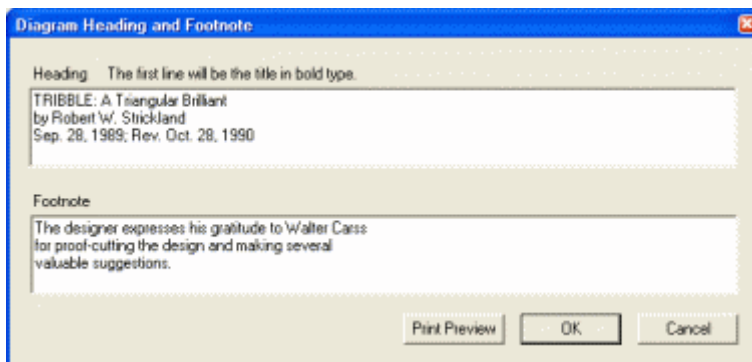 Diagram Heading and Footnote
Heading The first line will be the title in bold type.
TRIBBLE: A Triangular Brilliant
by Robert W. Strickland
Sep. 28, 1989; Rev. Oct. 28, 1990
Footnote
The designer expresses his gratitude to Walter Carss
for proof-cutting the design and making several
valuable suggestions.
Print Preview OK Cancel